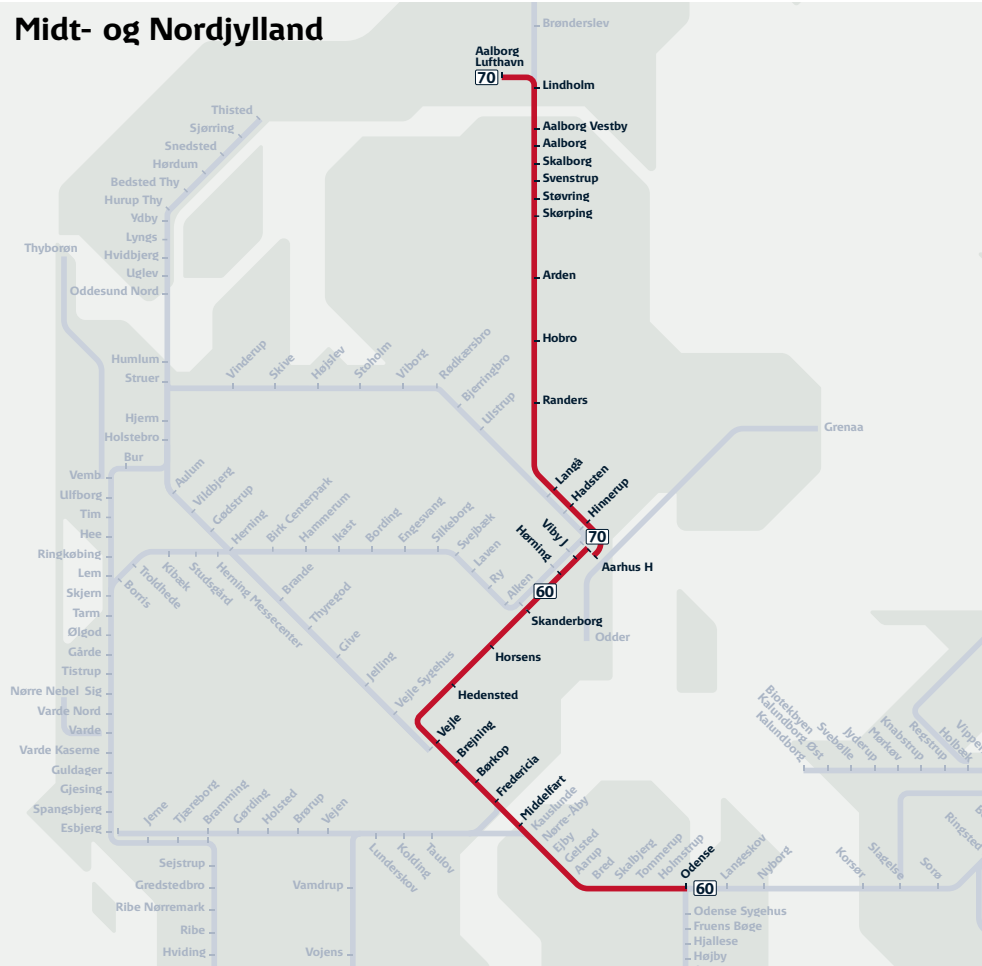 Midt- og Nordjylland
Brønderslev
Aalborg
Lufthavn
70
Lindholm
Aalborg Vestby
Aalborg
Skalborg
Svenstrup
Støvring
Skørping
Arden
Hobro
Randers
Langå
Hadsten
Hinnerup
70
Aarhus H
Viby J
Hørning
60
Skanderborg
Horsens
Hedensted
Vejle
Brejning
Børkop
Fredericia
Middelfart
Kauslunde
Nørre-Aby
Ejby
Gelsted
Aarup
Bred
Skalbjerg
Tommerup
Holmstrup
Odense
60
Langeskov
Nyborg
Korsør
Slagelse
Sorø
Ringsted
Odense Sygehus
Fruens Bøge
Hjallese
Højby
Thisted
Sjørring
Snedsted
Hørdum
Bedsted Thy
Hurup Thy
Ydby
Lyngs
Hvidbjerg
Uglev
Oddesund Nord
Thyborøn
Humlum
Struer
Hjerm
Holstebro
Bur
Vinderup
Skive
Højslev
Stoholm
Viborg
Rødkærsbro
Bjerringbro
Ulstrup
Grenaa
Odder
Vemb
Ulfborg
Tim
Hee
Ringkøbing
Lem
Skjern
Tarm
Ølgod
Gårde
Tistrup
Nørre Nebel Sig
Varde Nord
Varde
Varde Kaserne
Guldager
Gjesing
Spangsbjerg
Esbjerg
Aulum
Vildbjerg
Gødstrup
Herning
Birk Centerpark
Hammerum
Ikast
Bording
Engesvang
Silkeborg
Svejbæk
Laven
Ry
Alken
Borris
Troldhede
Kibæk
Studsgård
Herning Messecenter
Brande
Thyregod
Give
Jelling
Vejle Sygehus
Jerne
Tjæreborg
Bramming
Gørding
Holsted
Brørup
Vejen
Lunderskov
Kolding
Taulov
Vamdrup
Vojens
Sejstrup
Gredstedbro
Ribe Nørremark
Ribe
Hviding
Biotekbyen
Kalundborg Øst
Kalundborg
Svebølle
Jyderup
Mørkøv
Knabstrup
Regstrup
Holbæk
Vipper